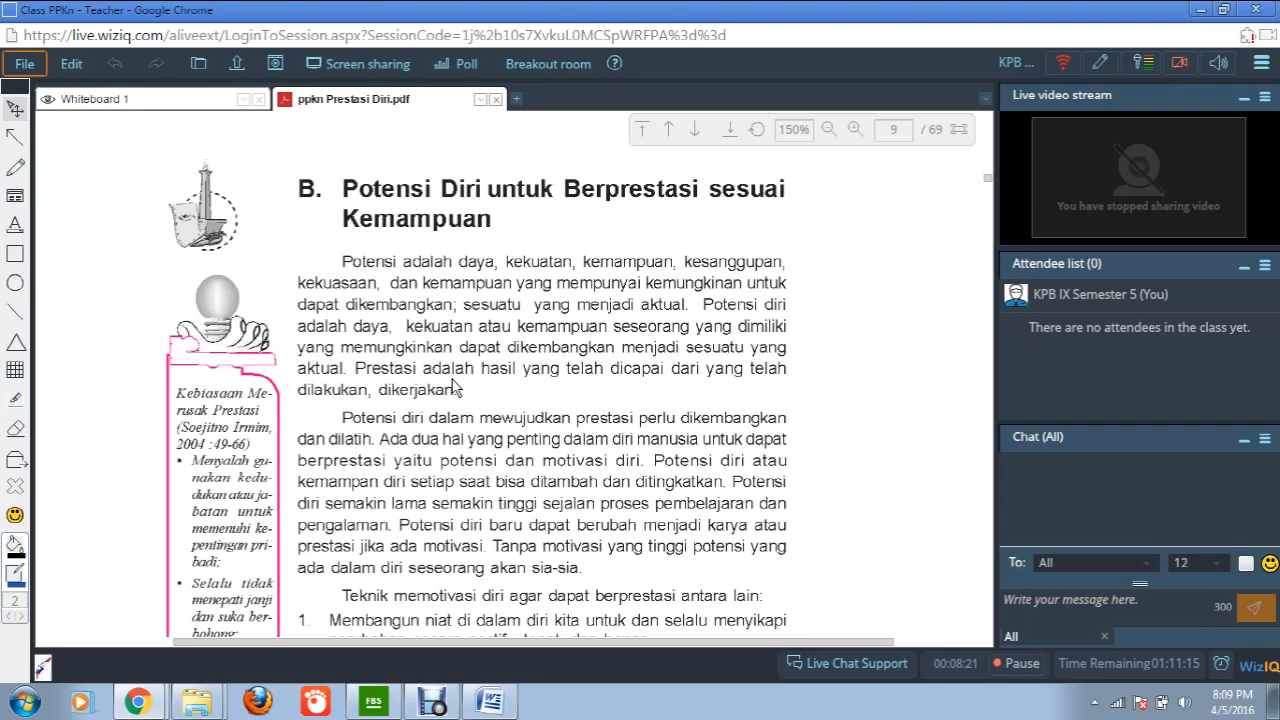 Class PPKn - Teacher - Google Chrome
https://live.wiziq.com/aliveext/LoginToSession.aspx?SessionCode=1j%2b10s7XvkuL0MCSpWRFPA%3d%3d
File Edit Screen sharing Poll Breakout room KPB ...
Whiteboard 1
ppkn Prestasi Diri.pdf
150% 9 / 69
B. Potensi Diri untuk Berprestasi sesuai
Kemampuan
Potensi adalah daya, kekuatan, kemampuan, kesanggupan,
kekuasaan, dan kemampuan yang mempunyai kemungkinan untuk
dapat dikembangkan; sesuatu yang menjadi aktual. Potensi diri
adalah daya, kekuatan atau kemampuan seseorang yang dimiliki
yang memungkinkan dapat dikembangkan menjadi sesuatu yang
aktual. Prestasi adalah hasil yang telah dicapai dari yang telah
dilakukan, dikerjakan
Potensi diri dalam mewujudkan prestasi perlu dikembangkan
dan dilatih. Ada dua hal yang penting dalam diri manusia untuk dapat
berprestasi yaitu potensi dan motivasi diri. Potensi diri atau
kemampan diri setiap saat bisa ditambah dan ditingkatkan. Potensi
diri semakin lama semakin tinggi sejalan proses pembelajaran dan
pengalaman. Potensi diri baru dapat berubah menjadi karya atau
prestasi jika ada motivasi. Tanpa motivasi yang tinggi potensi yang
ada dalam diri seseorang akan sia-sia.
Teknik memotivasi diri agar dapat berprestasi antara lain:
1. Membangun niat di dalam diri kita untuk dan selalu menyikapi
Kebiasaan Me-
rusak Prestasi
(Soejitno Irmim,
2004 :49-66)
• Menyalah gu-
nakan kedu-
dukan atau ja-
batan untuk
memenuhi ke-
pentingan pri-
badi;
• Selalu tidak
menepati janji
dan suka ber-
bohong;
Live video stream
You have stopped sharing video
Attendee list (0)
KPB IX Semester 5 (You)
There are no attendees in the class yet.
Chat (All)
To: All 12
Write your message here.
300
All
2
Live Chat Support 00:08:21 Pause Time Remaining 01:11:15 WizIQ
FBS
8:09 PM
4/5/2016